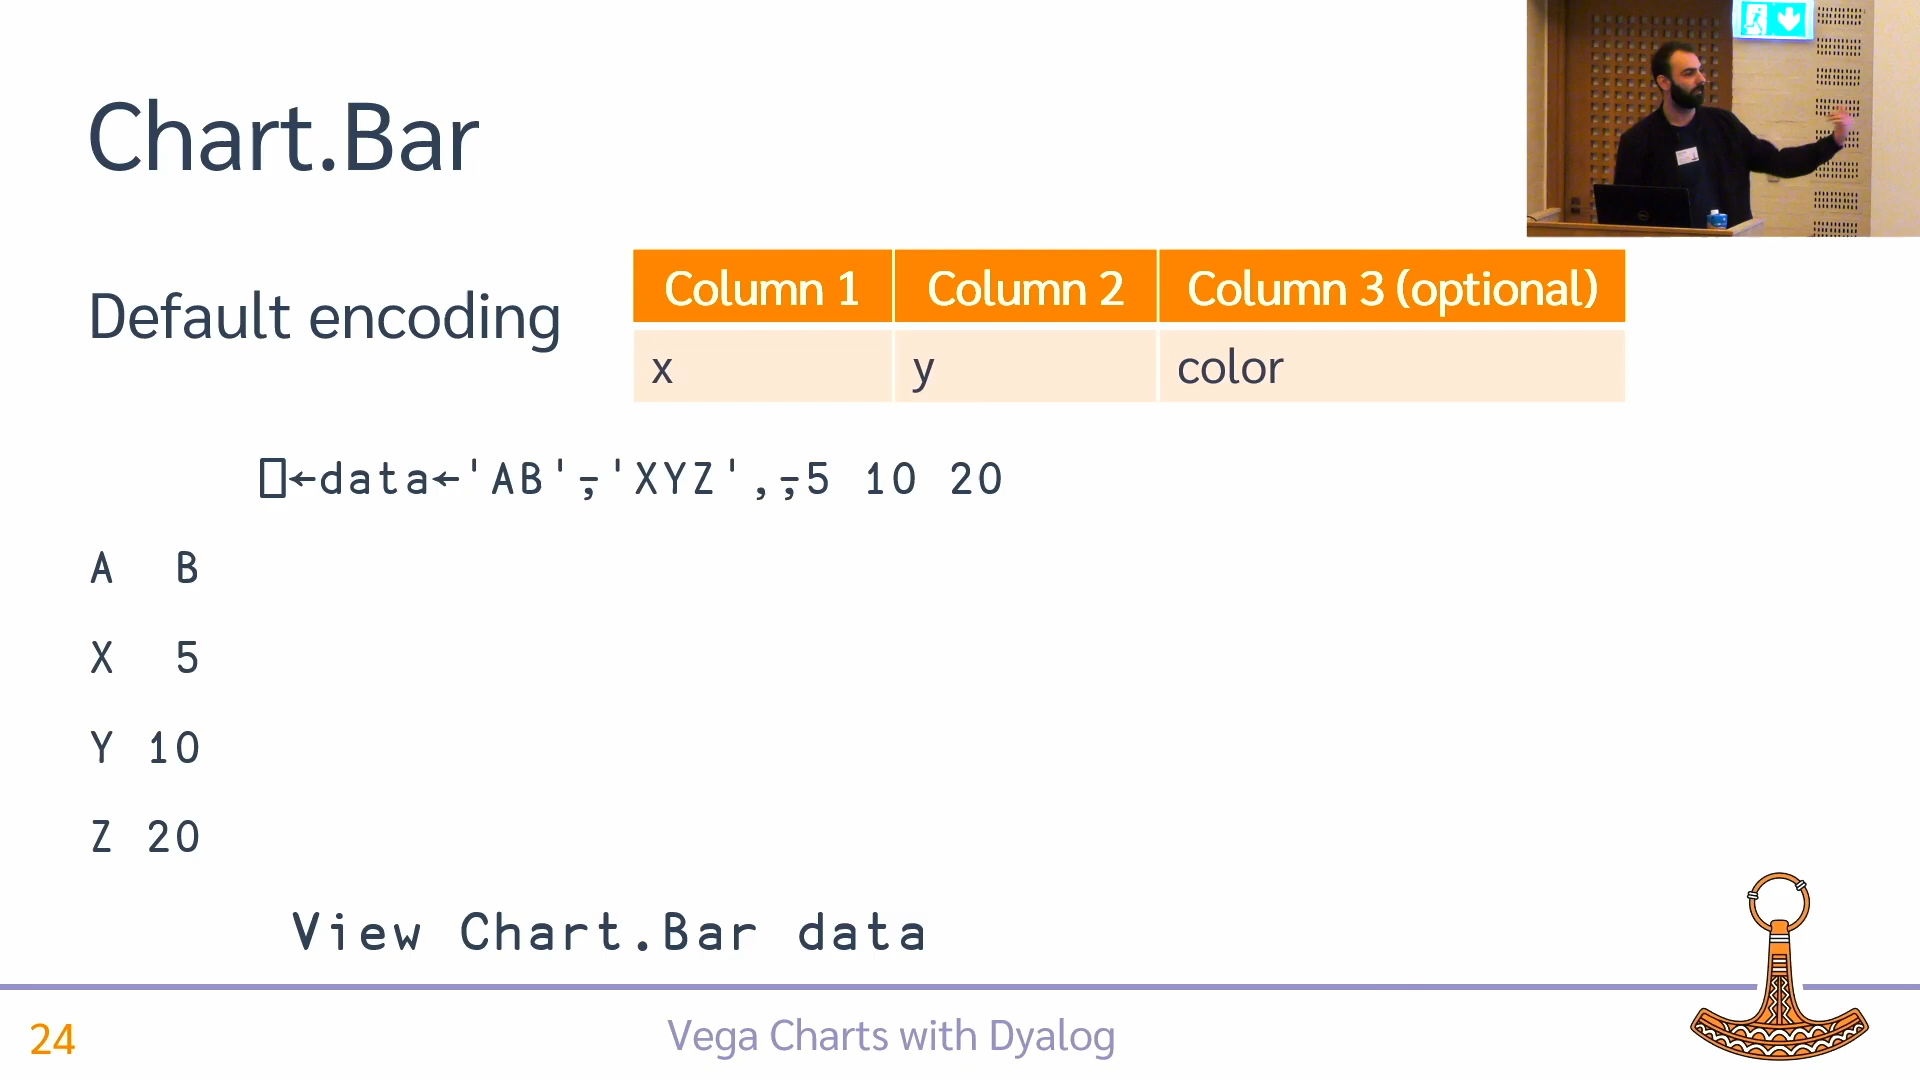 Chart.Bar
Default encoding
Column 1 Column 2 Column 3 (optional)
x y color
⎕←data←'AB'⍪'XYZ',⍪5 10 20
A B
X 5
Y 10
Z 20
View Chart.Bar data
24
Vega Charts with Dyalog